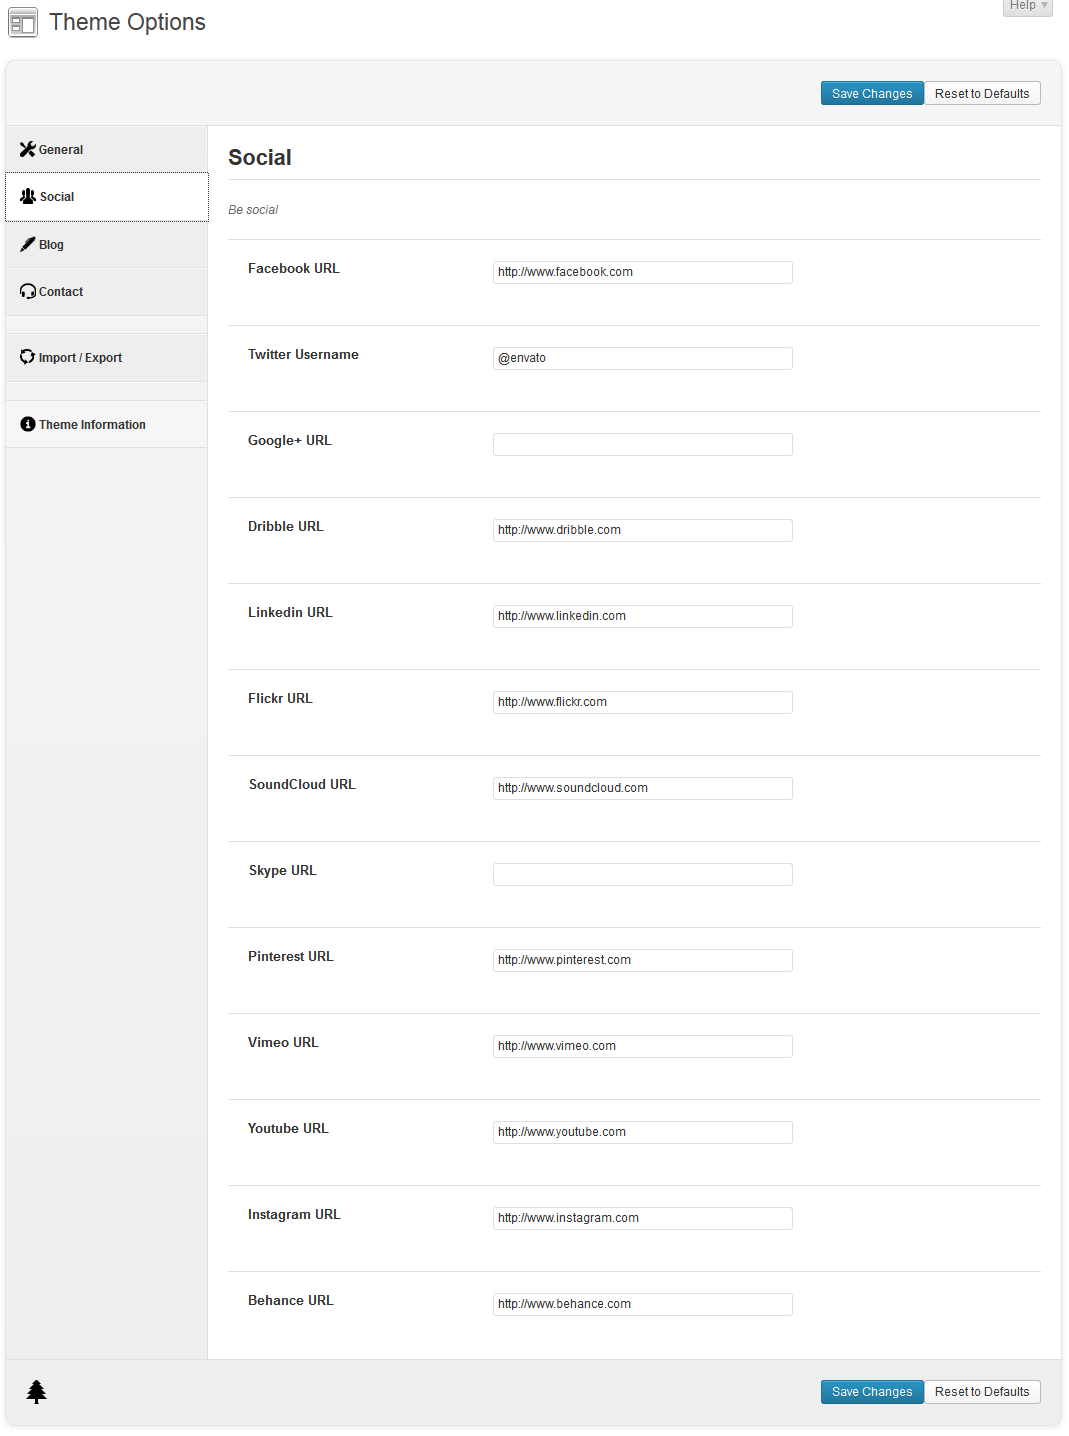 Theme Options
Help
Save Changes Reset to Defaults
General
Social
Blog
Contact
Import / Export
Theme Information
Social
Be social
Facebook URL http://www.facebook.com
Twitter Username @envato
Google+ URL
Dribble URL http://www.dribble.com
Linkedin URL http://www.linkedin.com
Flickr URL http://www.flickr.com
SoundCloud URL http://www.soundcloud.com
Skype URL
Pinterest URL http://www.pinterest.com
Vimeo URL http://www.vimeo.com
Youtube URL http://www.youtube.com
Instagram URL http://www.instagram.com
Behance URL http://www.behance.com
Save Changes Reset to Defaults